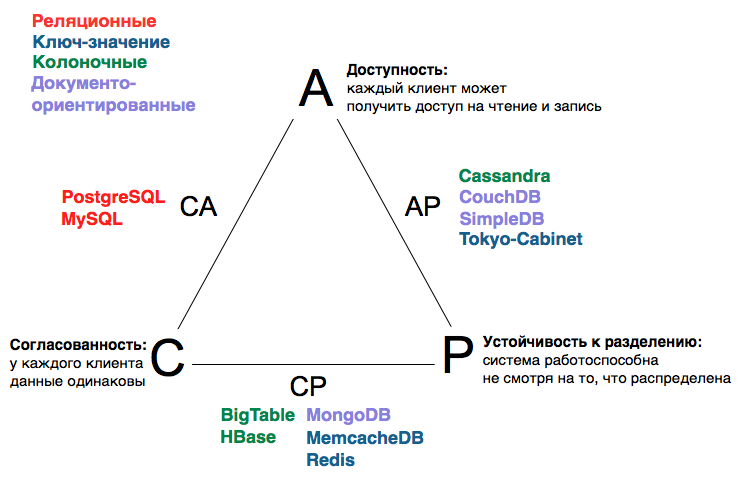 Реляционные
Ключ-значение
Колоночные
Документо-
ориентированные
A
Доступность:
каждый клиент может
получить доступ на чтение и запись
PostgreSQL
MySQL
CA
AP
Cassandra
CouchDB
SimpleDB
Tokyo-Cabinet
Согласованность:
у каждого клиента
данные одинаковы
C
P
Устойчивость к разделению:
система работоспособна
не смотря на то, что распределена
CP
BigTable
HBase
MongoDB
MemcacheDB
Redis